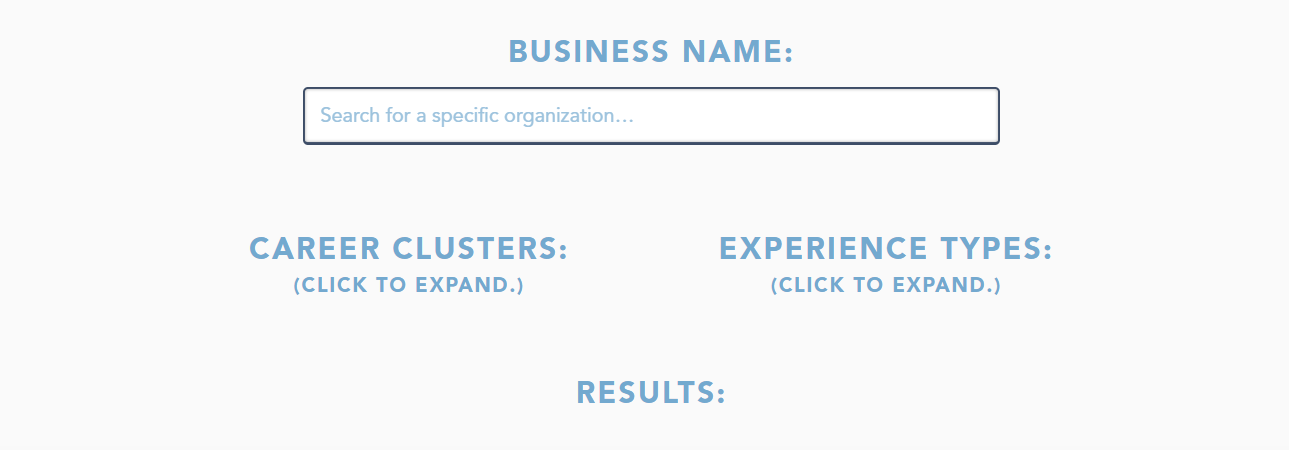 BUSINESS NAME:
Search for a specific organization...
CAREER CLUSTERS:
(CLICK TO EXPAND.)
EXPERIENCE TYPES:
(CLICK TO EXPAND.)
RESULTS: